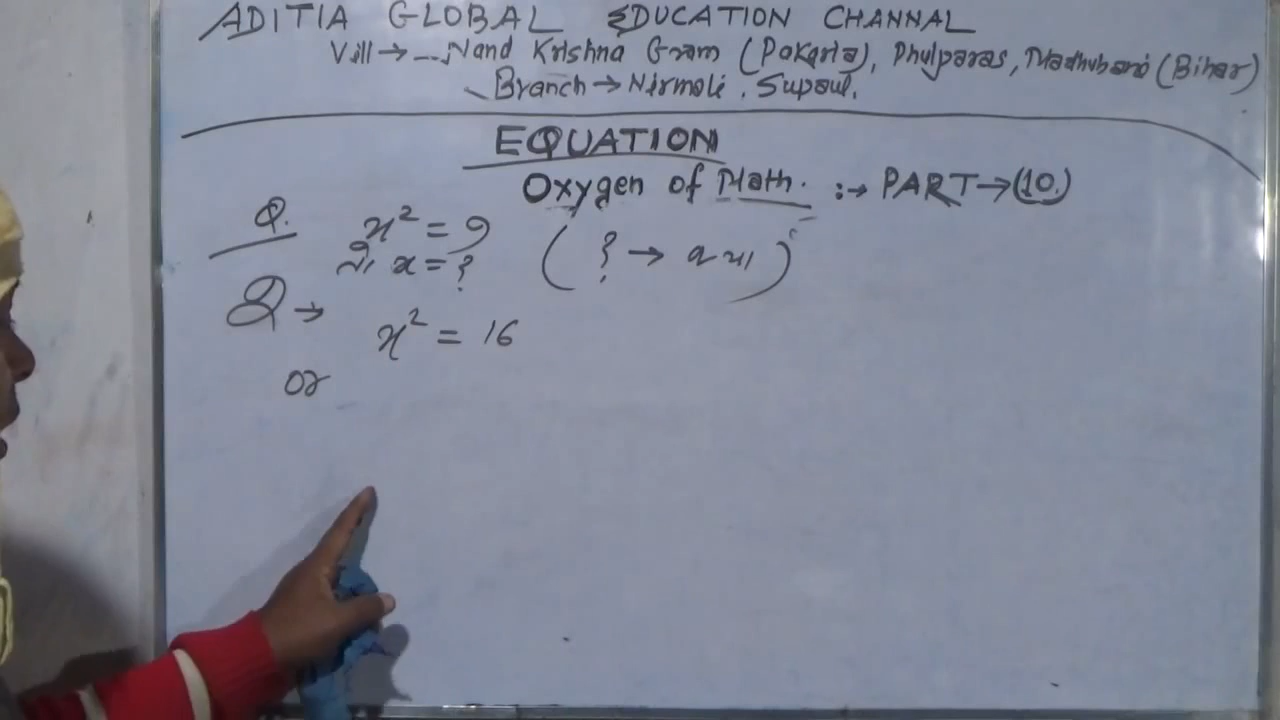 ADITIA GLOBAL EDUCATION CHANNAL
Vill → Nand Krishna Gram (Pokaria), Phulparas, Madhubani (Bihar)
Branch → Nirmali, Supaul.
EQUATION
Oxygen of Math. :→ PART→(10.)
Q. x² = 9
तो, x = ? (? → क्या)
Q → x² = 16
or